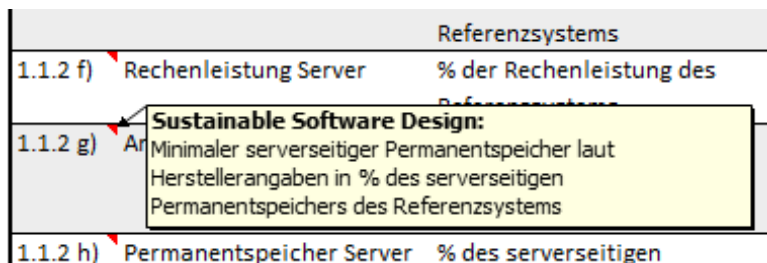 Referenzsystems
1.1.2 f) Rechenleistung Server % der Rechenleistung des
Sustainable Software Design:
1.1.2 g) Minimaler serverseitiger Permanentspeicher laut
Herstellerangaben in % des serverseitigen
Permanentspeichers des Referenzsystems
1.1.2 h) Permanentspeicher Server % des serverseitigen